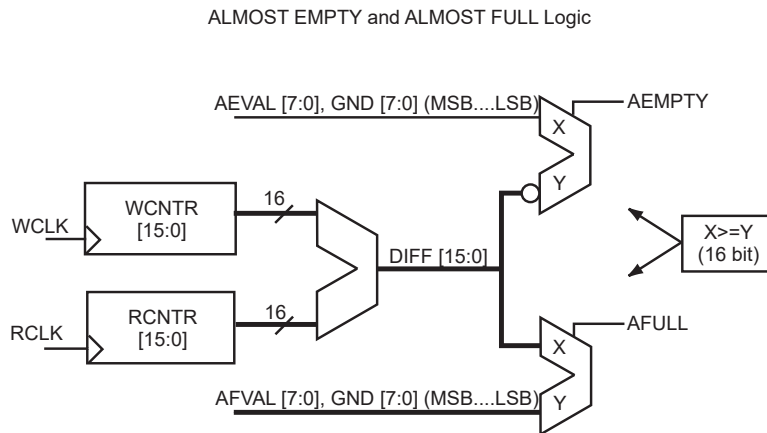 ALMOST EMPTY and ALMOST FULL Logic
AEVAL [7:0], GND [7:0] (MSB....LSB)
AEMPTY
X
Y
WCNTR
[15:0]
WCLK
16
DIFF [15:0]
X>=Y
(16 bit)
RCNTR
[15:0]
RCLK
16
AFULL
X
AFVAL [7:0], GND [7:0] (MSB....LSB)
Y